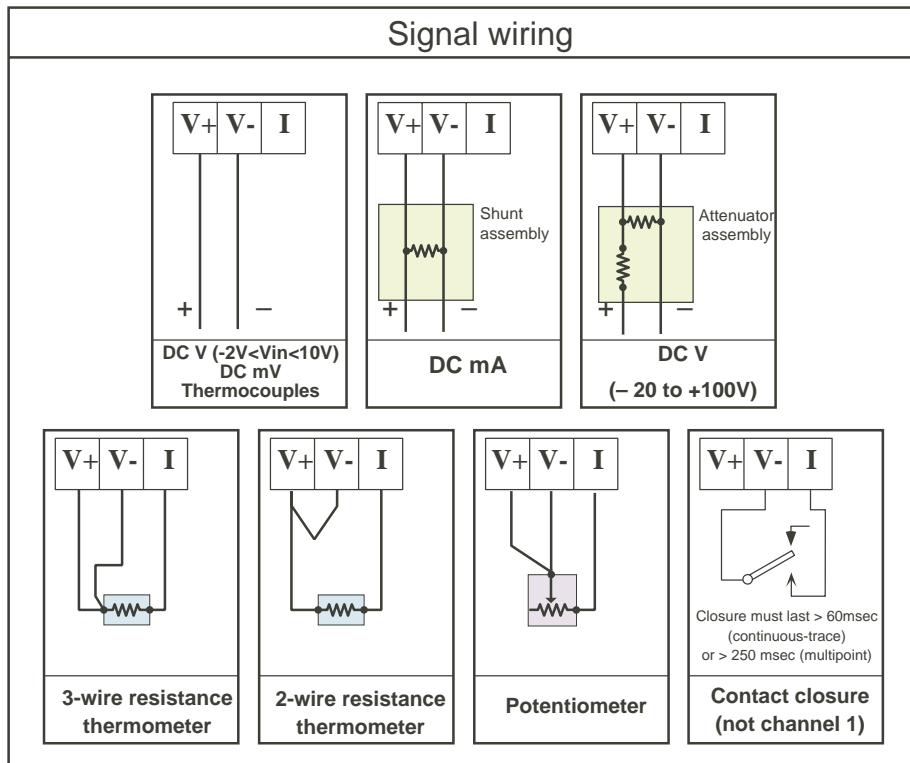 Signal wiring
V+ V- I
+ –
DC V (-2V<Vin<10V)
DC mV
Thermocouples
V+ V- I
Shunt
assembly
+ –
DC mA
V+ V- I
Attenuator
assembly
+ –
DC V
(– 20 to +100V)
V+ V- I
3-wire resistance
thermometer
V+ V- I
2-wire resistance
thermometer
V+ V- I
Potentiometer
V+ V- I
Closure must last > 60msec
(continuous-trace)
or > 250 msec (multipoint)
Contact closure
(not channel 1)